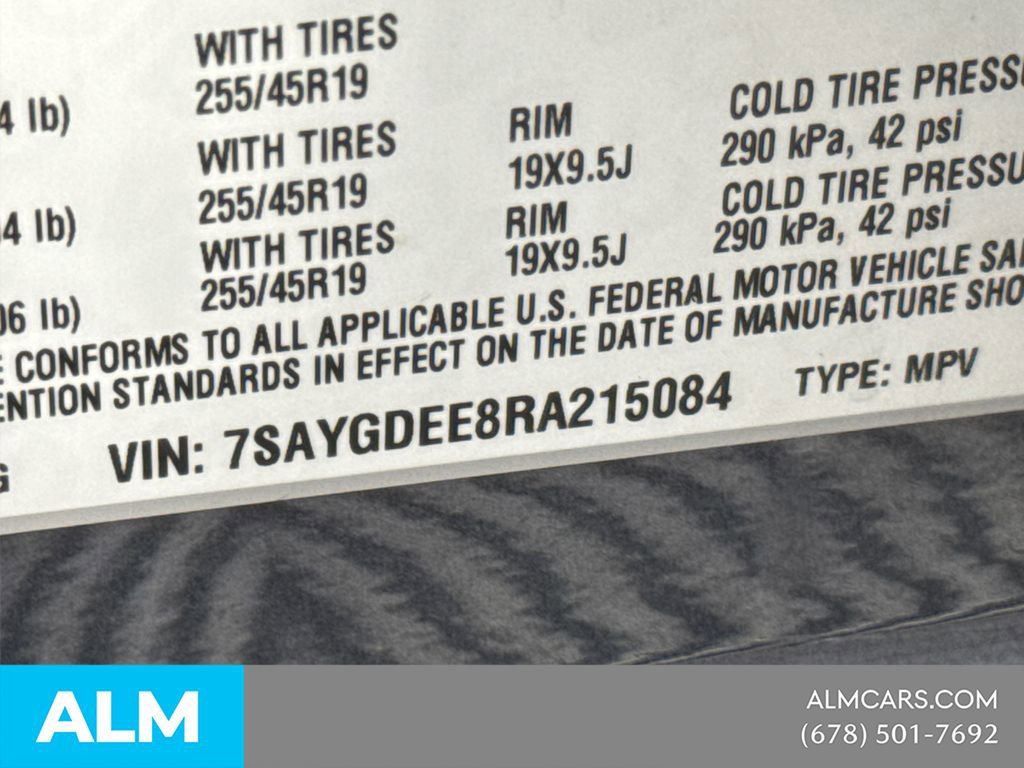 WITH TIRES
255/45R19
4 lb)
WITH TIRES
255/45R19
RIM
19X9.5J
COLD TIRE PRESSU
290 kPa, 42 psi
4 lb)
WITH TIRES
255/45R19
RIM
19X9.5J
COLD TIRE PRESSU
290 kPa, 42 psi
06 lb)
E CONFORMS TO ALL APPLICABLE U.S. FEDERAL MOTOR VEHICLE SAF
ENTION STANDARDS IN EFFECT ON THE DATE OF MANUFACTURE SHO
G
VIN: 7SAYGDEE8RA215084
TYPE: MPV
ALM
ALMCARS.COM
(678) 501-7692